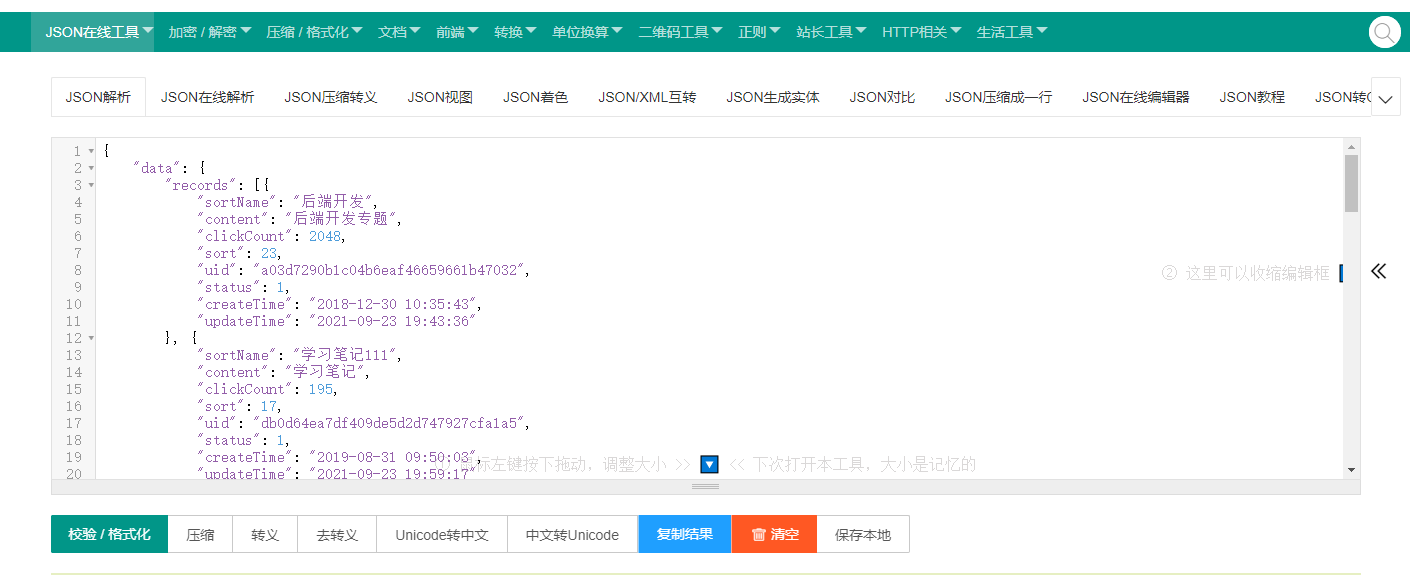 JSON在线工具 加密 / 解密 压缩 / 格式化 文档 前端 转换 单位换算 二维码工具 正则 站长工具 HTTP相关 生活工具
JSON解析 JSON在线解析 JSON压缩转义 JSON视图 JSON着色 JSON/XML互转 JSON生成实体 JSON对比 JSON压缩成一行 JSON在线编辑器 JSON教程 JSON转
1 {
2 "data": {
3 "records": [{
4 "sortName": "后端开发",
5 "content": "后端开发专题",
6 "clickCount": 2048,
7 "sort": 23,
8 "uid": "a03d7290b1c04b6eaf46659661b47032",
② 这里可以收缩编辑框
9 "status": 1,
10 "createTime": "2018-12-30 10:35:43",
11 "updateTime": "2021-09-23 19:43:36"
12 }, {
13 "sortName": "学习笔记111",
14 "content": "学习笔记",
15 "clickCount": 195,
16 "sort": 17,
17 "uid": "db0d64ea7df409de5d2d747927cfa1a5",
18 "status": 1,
19 "createTime": "2019-08-31 09:50:03",
标左键按下拖动，调整大小 >> << 下次打开本工具，大小是记忆的
20 "updateTime": "2021-09-23 19:59:17"
校验 / 格式化 压缩 转义 去转义 Unicode转中文 中文转Unicode 复制结果 清空 保存本地